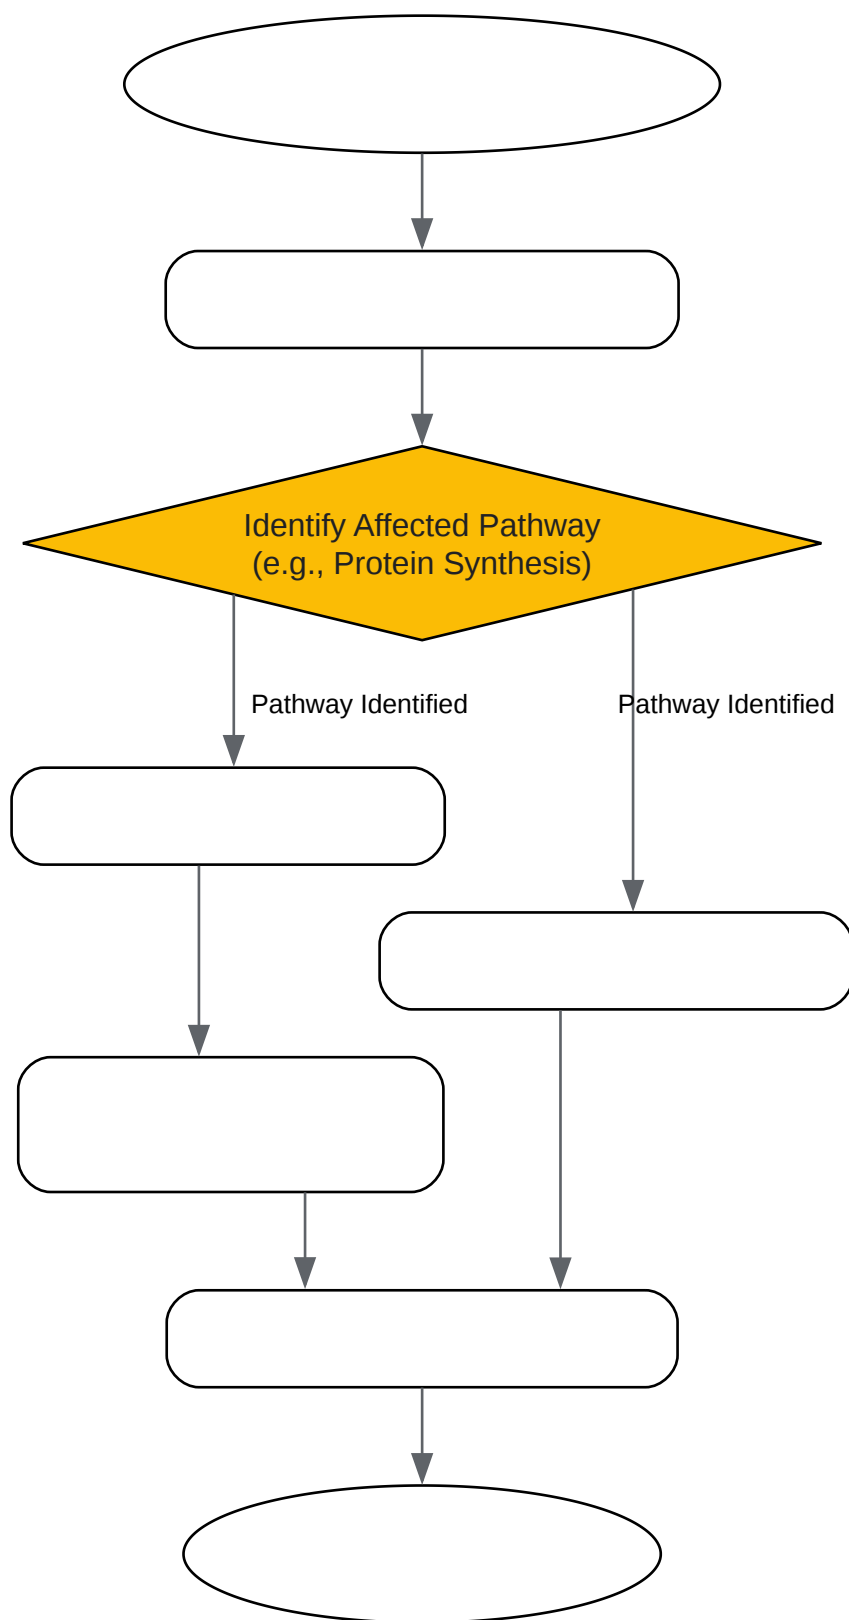 Identify Affected Pathway
(e.g., Protein Synthesis)
Pathway Identified
Pathway Identified